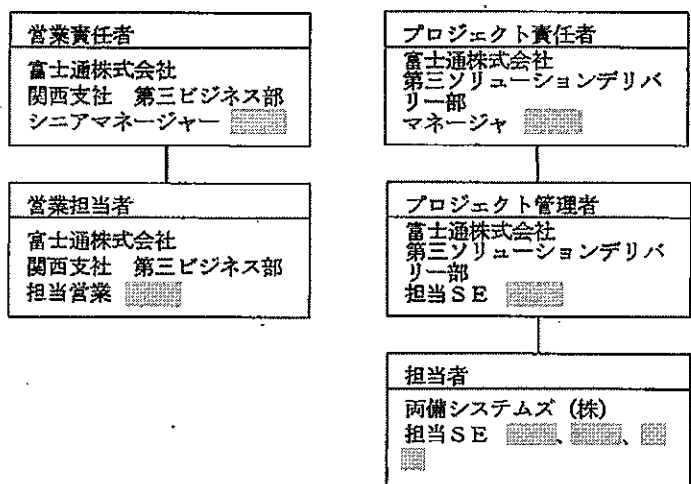 営業責任者
富士通株式会社
関西支社 第三ビジネス部
シニアマネージャー
営業担当者
富士通株式会社
関西支社 第三ビジネス部
担当営業
プロジェクト責任者
富士通株式会社
第三ソリューションデリバ
リー部
マネージャ
プロジェクト管理者
富士通株式会社
第三ソリューションデリバ
リー部
担当SE
担当者
両備システムズ（株）
担当SE 、 、